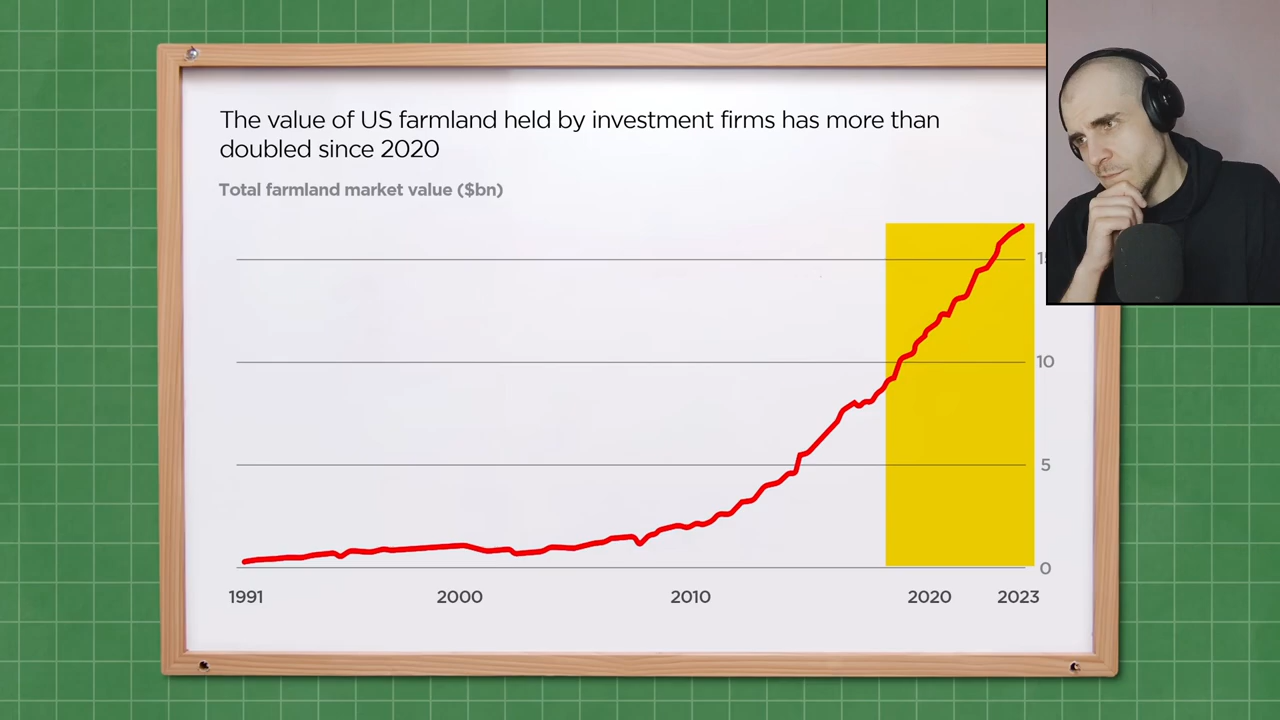 The value of US farmland held by investment firms has more than
doubled since 2020
Total farmland market value ($bn)
10
5
0
1991 2000 2010 2020 2023